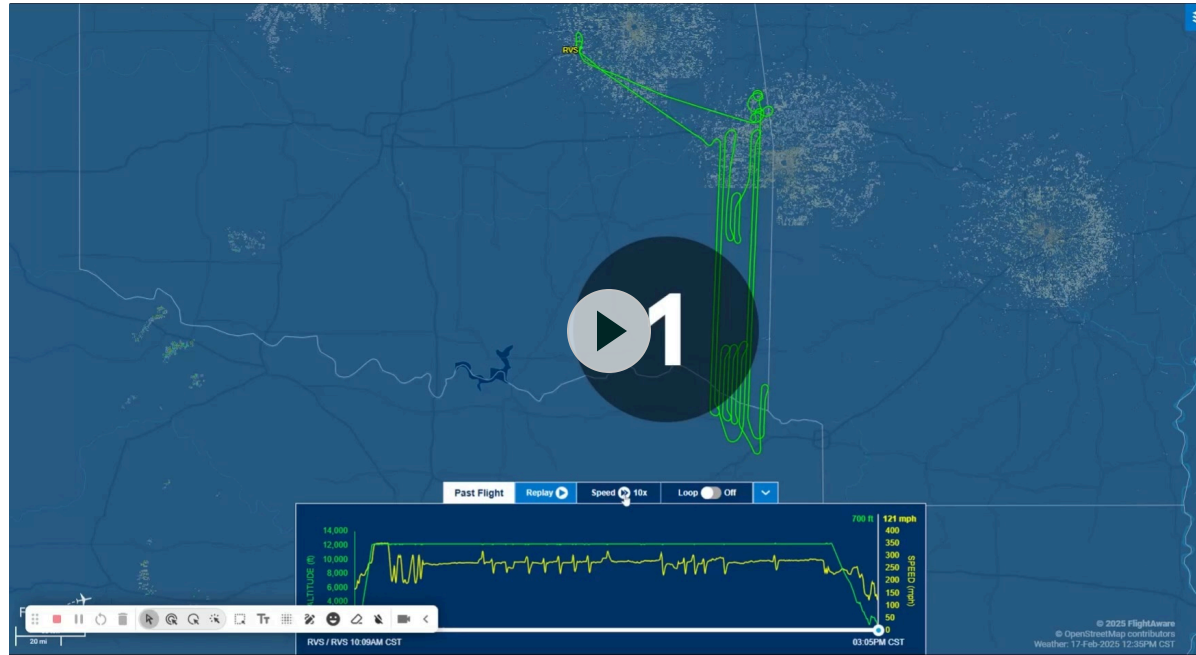 RVS
1
Past Flight Replay Speed 10x Loop Off
700 ft 121 mph
14,000
12,000
10,000
8,000
6,000
4,000
ALTITUDE (ft)
400
350
300
250
200
150
100
50
0
SPEED (mph)
RVS / RVS 10:09AM CST 03:05PM CST
F
Tт
20 mi
© 2025 FlightAware
© OpenStreetMap contributors
Weather: 17-Feb-2025 12:35PM CST